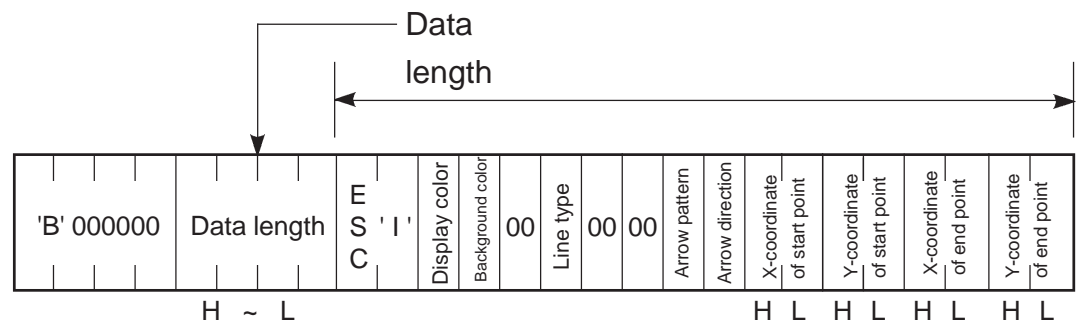 Data
length
'B' 000000
Data length
E
S
C
' I '
Display color
Background color
00
Line type
00
00
Arrow pattern
Arrow direction
X-coordinate
of start point
Y-coordinate
of start point
X-coordinate
of end point
Y-coordinate
of end point
H ~ L
H L H L H L H L